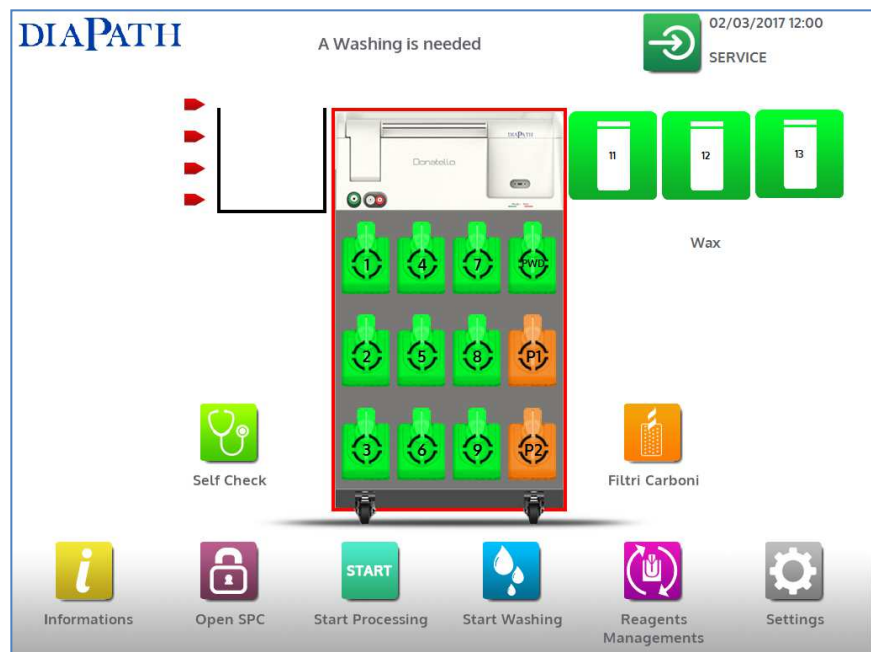 DIAPATH
A Washing is needed
02/03/2017 12:00
SERVICE
DIAPATH
Donatello
11
12
13
Wax
1
4
7
PWD
2
5
8
P1
3
6
9
P2
Self Check
Filtri Carboni
START
Informations
Open SPC
Start Processing
Start Washing
Reagents
Managements
Settings